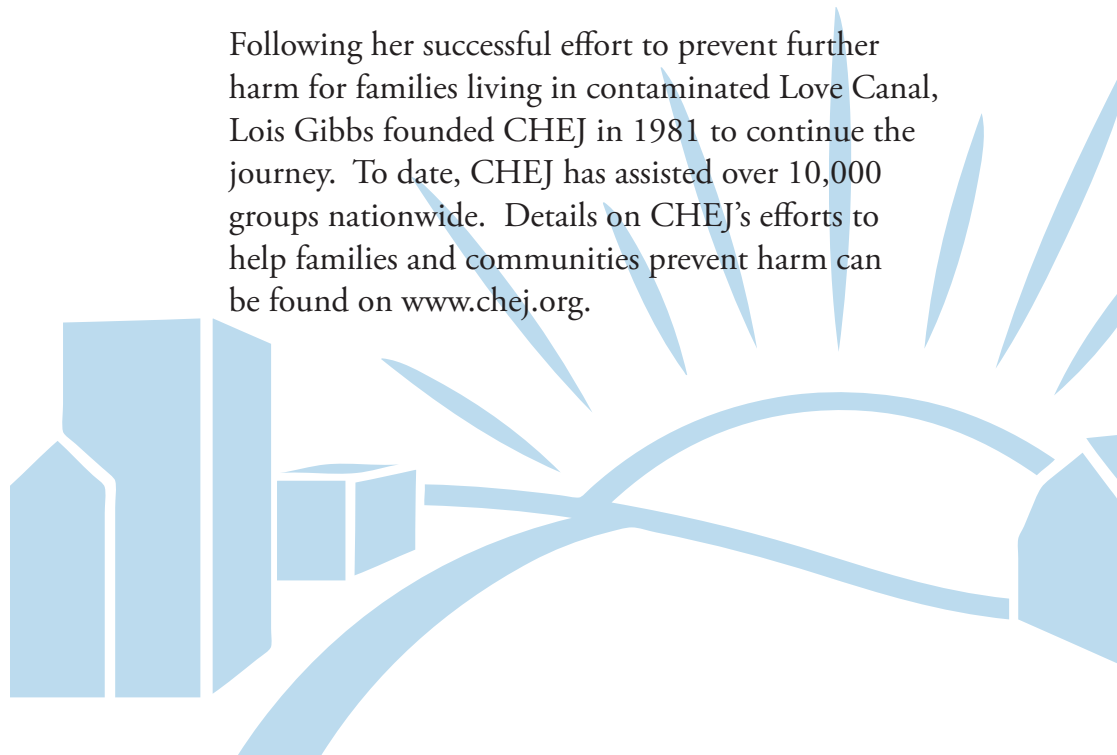 Following her successful effort to prevent further
harm for families living in contaminated Love Canal,
Lois Gibbs founded CHEJ in 1981 to continue the
journey.  To date, CHEJ has assisted over 10,000
groups nationwide.  Details on CHEJ’s efforts to
help families and communities prevent harm can
be found on www.chej.org.